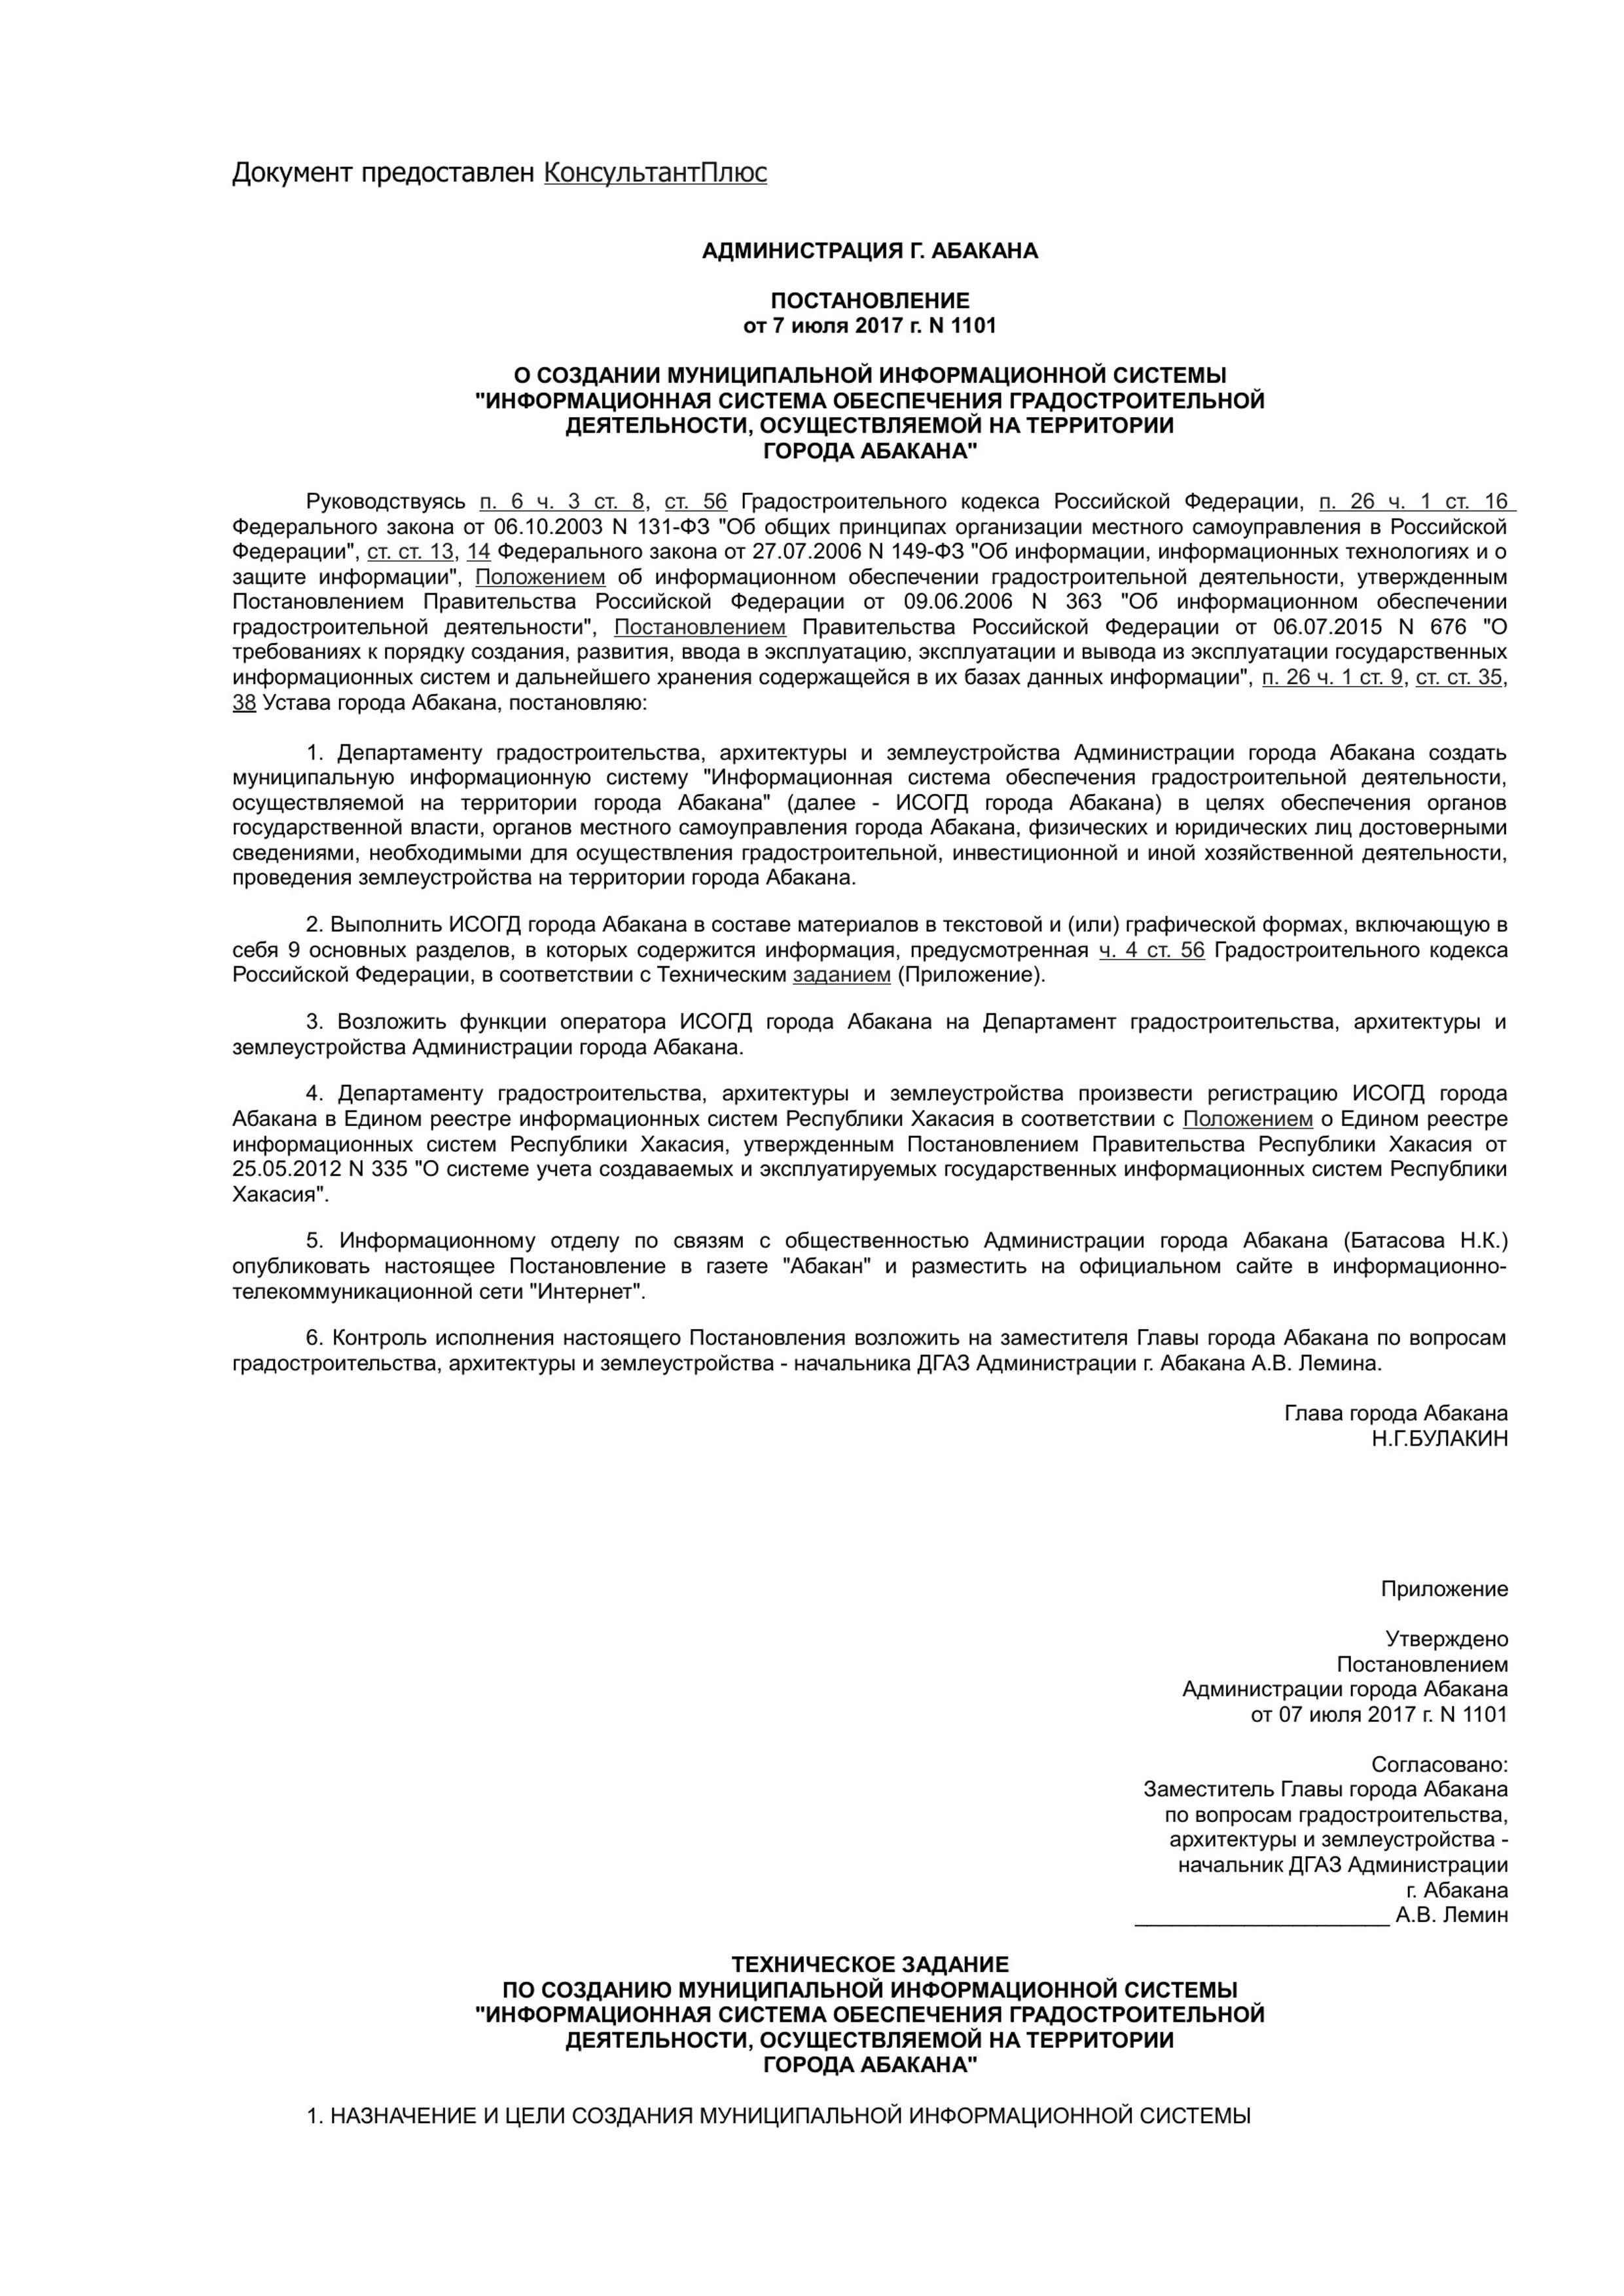 Документ предоставлен КонсультантПлюс
АДМИНИСТРАЦИЯ Г. АБАКАНА
ПОСТАНОВЛЕНИЕ
от 7 июля 2017 г. N 1101
О СОЗДАНИИ МУНИЦИПАЛЬНОЙ ИНФОРМАЦИОННОЙ СИСТЕМЫ
"ИНФОРМАЦИОННАЯ СИСТЕМА ОБЕСПЕЧЕНИЯ ГРАДОСТРОИТЕЛЬНОЙ
ДЕЯТЕЛЬНОСТИ, ОСУЩЕСТВЛЯЕМОЙ НА ТЕРРИТОРИИ
ГОРОДА АБАКАНА"
Руководствуясь п. 6 ч. 3 ст. 8, ст. 56 Градостроительного кодекса Российской Федерации, п. 26 ч. 1 ст. 16
Федерального закона от 06.10.2003 N 131-ФЗ "Об общих принципах организации местного самоуправления в Российской
Федерации", ст. ст. 13, 14 Федерального закона от 27.07.2006 N 149-ФЗ "Об информации, информационных технологиях и о
защите информации", Положением об информационном обеспечении градостроительной деятельности, утвержденным
Постановлением Правительства Российской Федерации от 09.06.2006 N 363 "Об информационном обеспечении
градостроительной деятельности", Постановлением Правительства Российской Федерации от 06.07.2015 N 676 "О
требованиях к порядку создания, развития, ввода в эксплуатацию, эксплуатации и вывода из эксплуатации государственных
информационных систем и дальнейшего хранения содержащейся в их базах данных информации", п. 26 ч. 1 ст. 9, ст. ст. 35,
38 Устава города Абакана, постановляю:
1. Департаменту градостроительства, архитектуры и землеустройства Администрации города Абакана создать
муниципальную информационную систему "Информационная система обеспечения градостроительной деятельности,
осуществляемой на территории города Абакана" (далее - ИСОГД города Абакана) в целях обеспечения органов
государственной власти, органов местного самоуправления города Абакана, физических и юридических лиц достоверными
сведениями, необходимыми для осуществления градостроительной, инвестиционной и иной хозяйственной деятельности,
проведения землеустройства на территории города Абакана.
2. Выполнить ИСОГД города Абакана в составе материалов в текстовой и (или) графической формах, включающую в
себя 9 основных разделов, в которых содержится информация, предусмотренная ч. 4 ст. 56 Градостроительного кодекса
Российской Федерации, в соответствии с Техническим заданием (Приложение).
3. Возложить функции оператора ИСОГД города Абакана на Департамент градостроительства, архитектуры и
землеустройства Администрации города Абакана.
4. Департаменту градостроительства, архитектуры и землеустройства произвести регистрацию ИСОГД города
Абакана в Едином реестре информационных систем Республики Хакасия в соответствии с Положением о Едином реестре
информационных систем Республики Хакасия, утвержденным Постановлением Правительства Республики Хакасия от
25.05.2012 N 335 "О системе учета создаваемых и эксплуатируемых государственных информационных систем Республики
Хакасия".
5. Информационному отделу по связям с общественностью Администрации города Абакана (Батасова Н.К.)
опубликовать настоящее Постановление в газете "Абакан" и разместить на официальном сайте в информационно-
телекоммуникационной сети "Интернет".
6. Контроль исполнения настоящего Постановления возложить на заместителя Главы города Абакана по вопросам
градостроительства, архитектуры и землеустройства - начальника ДГАЗ Администрации г. Абакана А.В. Лемина.
Глава города Абакана
Н.Г.БУЛАКИН
Приложение
Утверждено
Постановлением
Администрации города Абакана
от 07 июля 2017 г. N 1101
Согласовано:
Заместитель Главы города Абакана
по вопросам градостроительства,
архитектуры и землеустройства -
начальник ДГАЗ Администрации
г. Абакана
_____________________ А.В. Лемин
ТЕХНИЧЕСКОЕ ЗАДАНИЕ
ПО СОЗДАНИЮ МУНИЦИПАЛЬНОЙ ИНФОРМАЦИОННОЙ СИСТЕМЫ
"ИНФОРМАЦИОННАЯ СИСТЕМА ОБЕСПЕЧЕНИЯ ГРАДОСТРОИТЕЛЬНОЙ
ДЕЯТЕЛЬНОСТИ, ОСУЩЕСТВЛЯЕМОЙ НА ТЕРРИТОРИИ
ГОРОДА АБАКАНА"
1. НАЗНАЧЕНИЕ И ЦЕЛИ СОЗДАНИЯ МУНИЦИПАЛЬНОЙ ИНФОРМАЦИОННОЙ СИСТЕМЫ